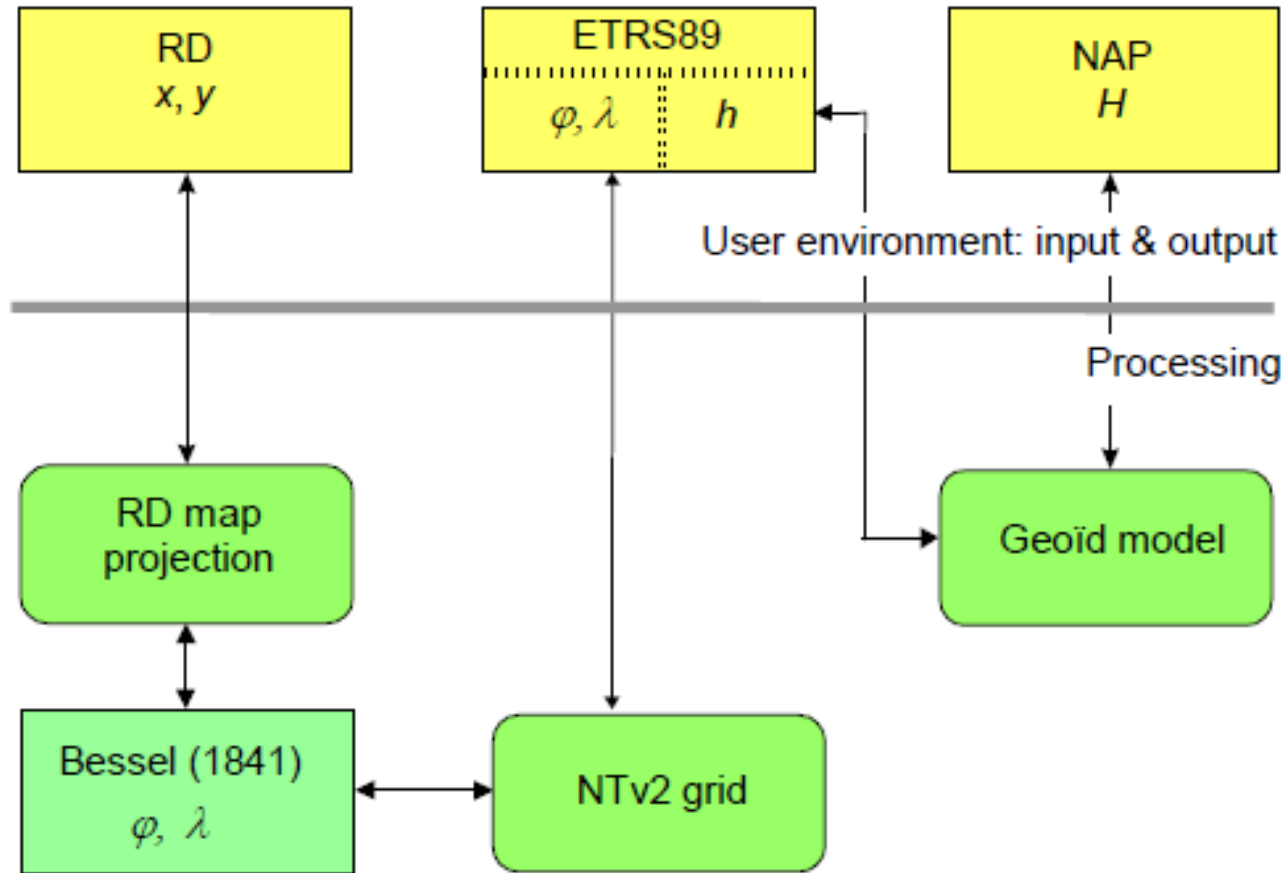 RD
x, y
ETRS89
φ, λ
h
NAP
H
User environment: input & output
Processing
RD map
projection
Geoïd model
Bessel (1841)
φ, λ
NTv2 grid